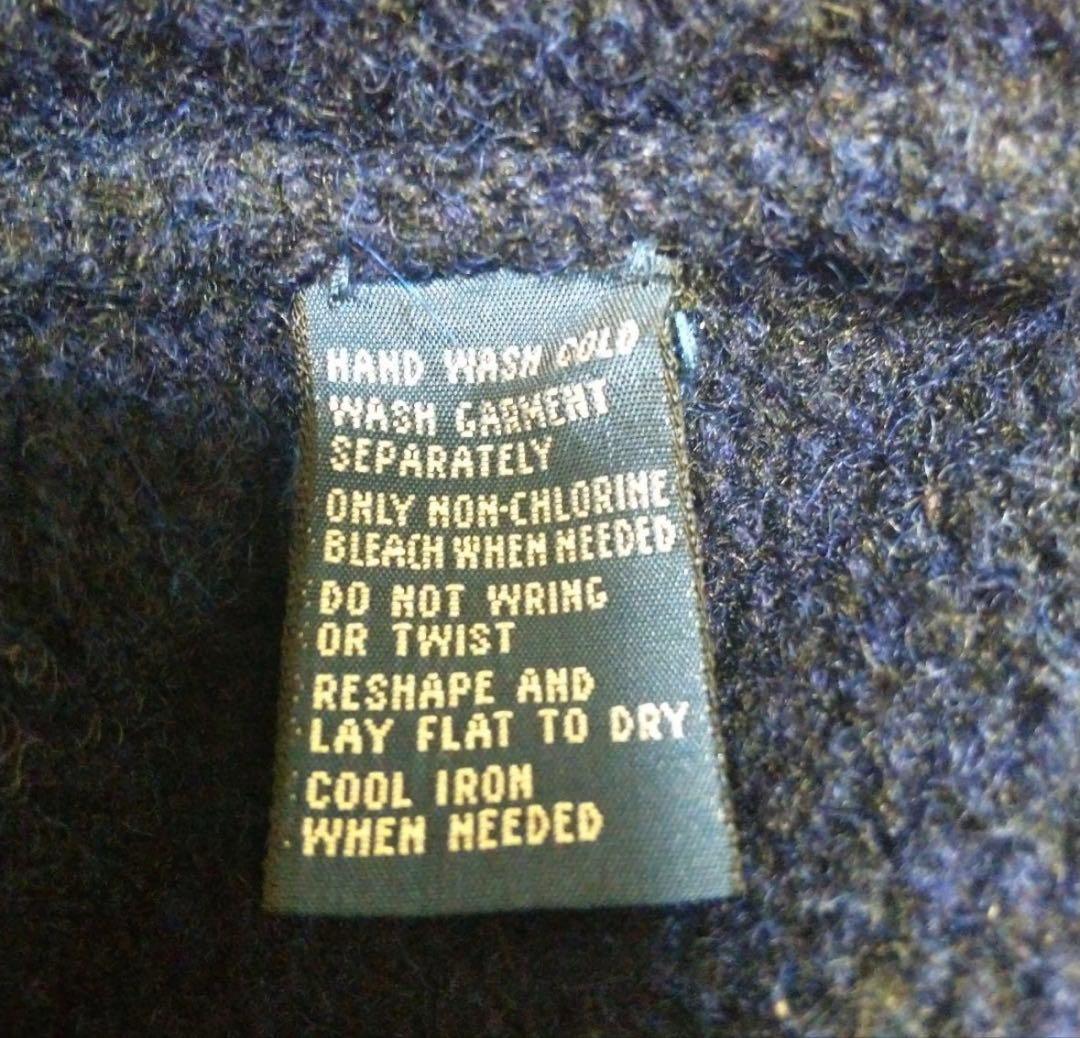 HAND WASH COLD
WASH GARMENT
SEPARATELY
ONLY NON-CHLORINE
BLEACH WHEN NEEDED
DO NOT WRING
OR TWIST
RESHAPE AND
LAY FLAT TO DRY
COOL IRON
WHEN NEEDED